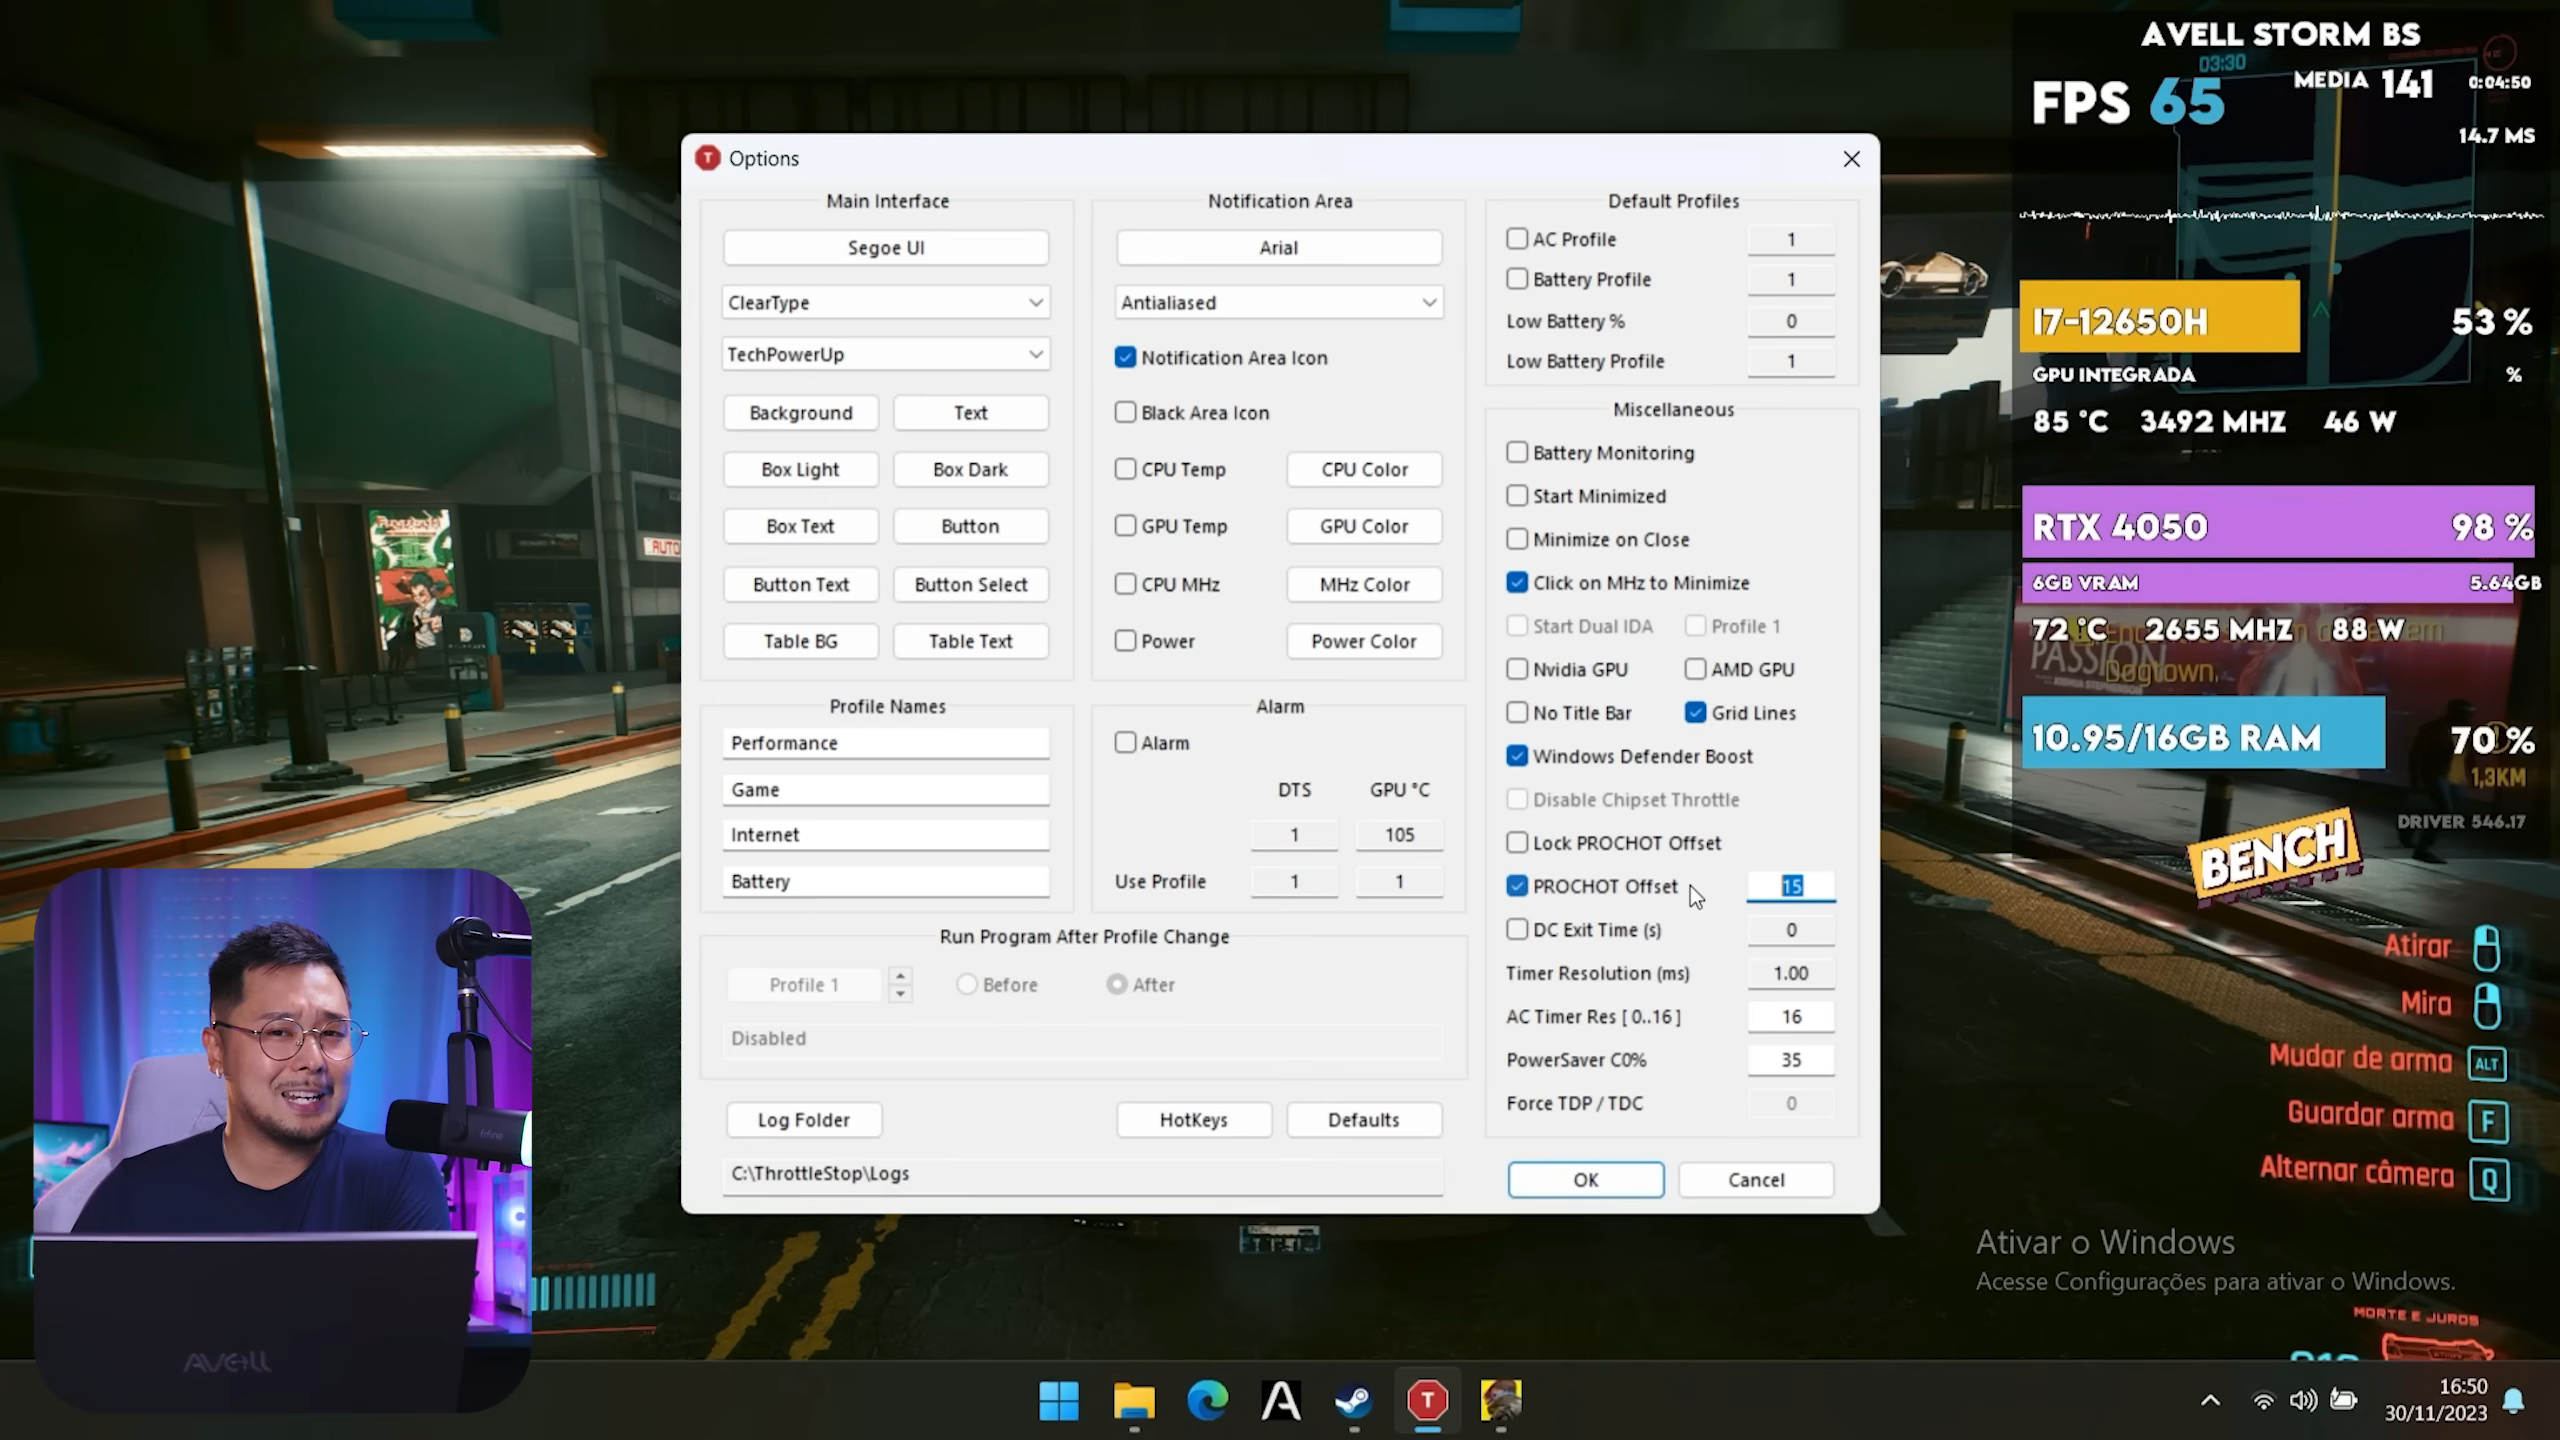 Options
Main Interface
Segoe UI
ClearType
TechPowerUp
Background
Text
Box Light
Box Dark
Box Text
Button
Button Text
Button Select
Table BG
Table Text
Profile Names
Performance
Game
Internet
Battery
Notification Area
Arial
Antialiased
Notification Area Icon
Black Area Icon
CPU Temp
CPU Color
GPU Temp
GPU Color
CPU MHz
MHz Color
Power
Power Color
Alarm
Alarm
DTS
GPU °C
1
105
Use Profile
1
1
Run Program After Profile Change
Profile 1
Before
After
Disabled
Log Folder
HotKeys
Defaults
C:\ThrottleStop\Logs
Default Profiles
AC Profile
1
Battery Profile
1
Low Battery %
0
Low Battery Profile
1
Miscellaneous
Battery Monitoring
Start Minimized
Minimize on Close
Click on MHz to Minimize
Start Dual IDA
Profile 1
Nvidia GPU
AMD GPU
No Title Bar
Grid Lines
Windows Defender Boost
Disable Chipset Throttle
Lock PROCHOT Offset
PROCHOT Offset
15
DC Exit Time (s)
0
Timer Resolution (ms)
1.00
AC Timer Res [ 0..16 ]
16
PowerSaver C0%
35
Force TDP / TDC
0
OK
Cancel
AVELL STORM BS
03:30
FPS 65
MEDIA 141
0:04:50
14.7 MS
I7-12650H
53 %
GPU INTEGRADA
%
85 °C 3492 MHZ 46 W
RTX 4050
98 %
6GB VRAM
5.64GB
72 °C 2655 MHZ 88 W
PASSION
Dogtown.
10.95/16GB RAM
70 %
1,3KM
DRIVER 546.17
BENCH
Atirar
Mira
Mudar de arma
ALT
Guardar arma
F
Alternar câmera
Q
Ativar o Windows
Acesse Configurações para ativar o Windows.
MORTE E JUROS
AVELL
16:50
30/11/2023